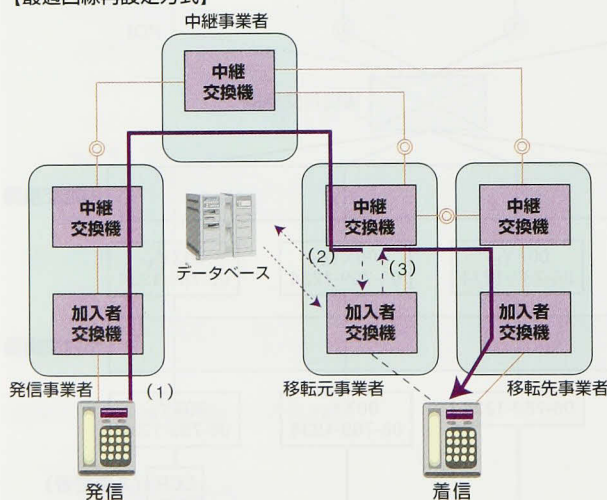 【最適回線再設定方式】
中継事業者
中継
交換機
中継
交換機
中継
交換機
中継
交換機
データベース
(2)
(3)
加入者
交換機
加入者
交換機
加入者
交換機
発信事業者
(1)
移転元事業者
移転先事業者
発信
着信